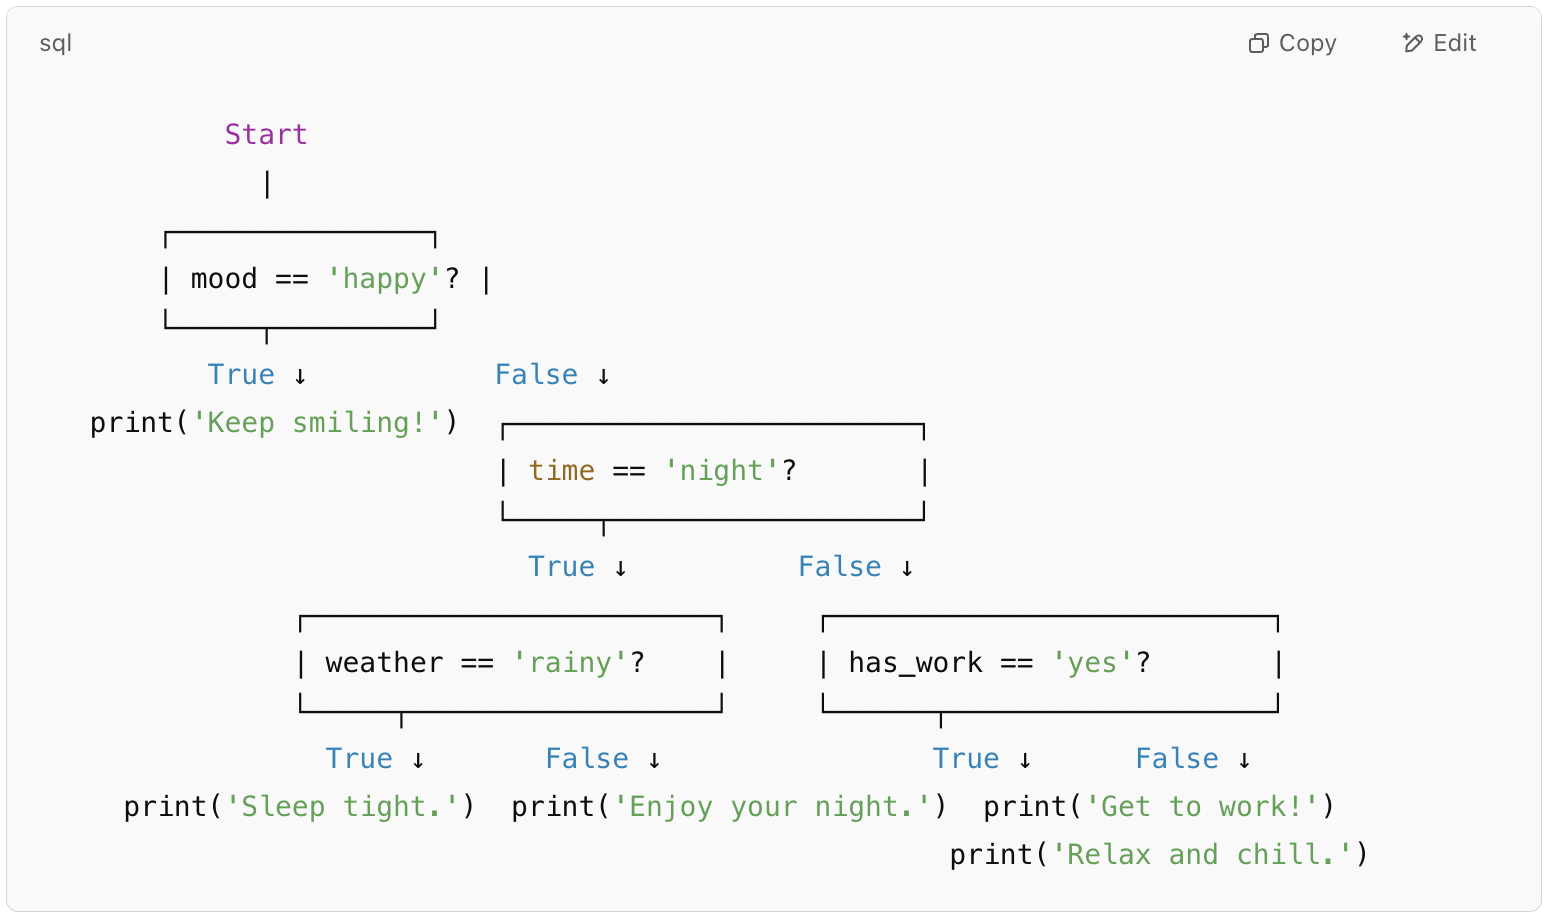 sql Copy Edit
Start
|
┌───────────────┐
| mood == 'happy'? |
└─────┬─────────┘
True ↓ False ↓
print('Keep smiling!') ┌────────────────────────┐
| time == 'night'? |
└─────┬──────────────────┘
True ↓ False ↓
┌────────────────────────┐ ┌──────────────────────────┐
| weather == 'rainy'? | | has_work == 'yes'? |
└─────┬──────────────────┘ └──────┬───────────────────┘
True ↓ False ↓ True ↓ False ↓
print('Sleep tight.') print('Enjoy your night.') print('Get to work!')
print('Relax and chill.')